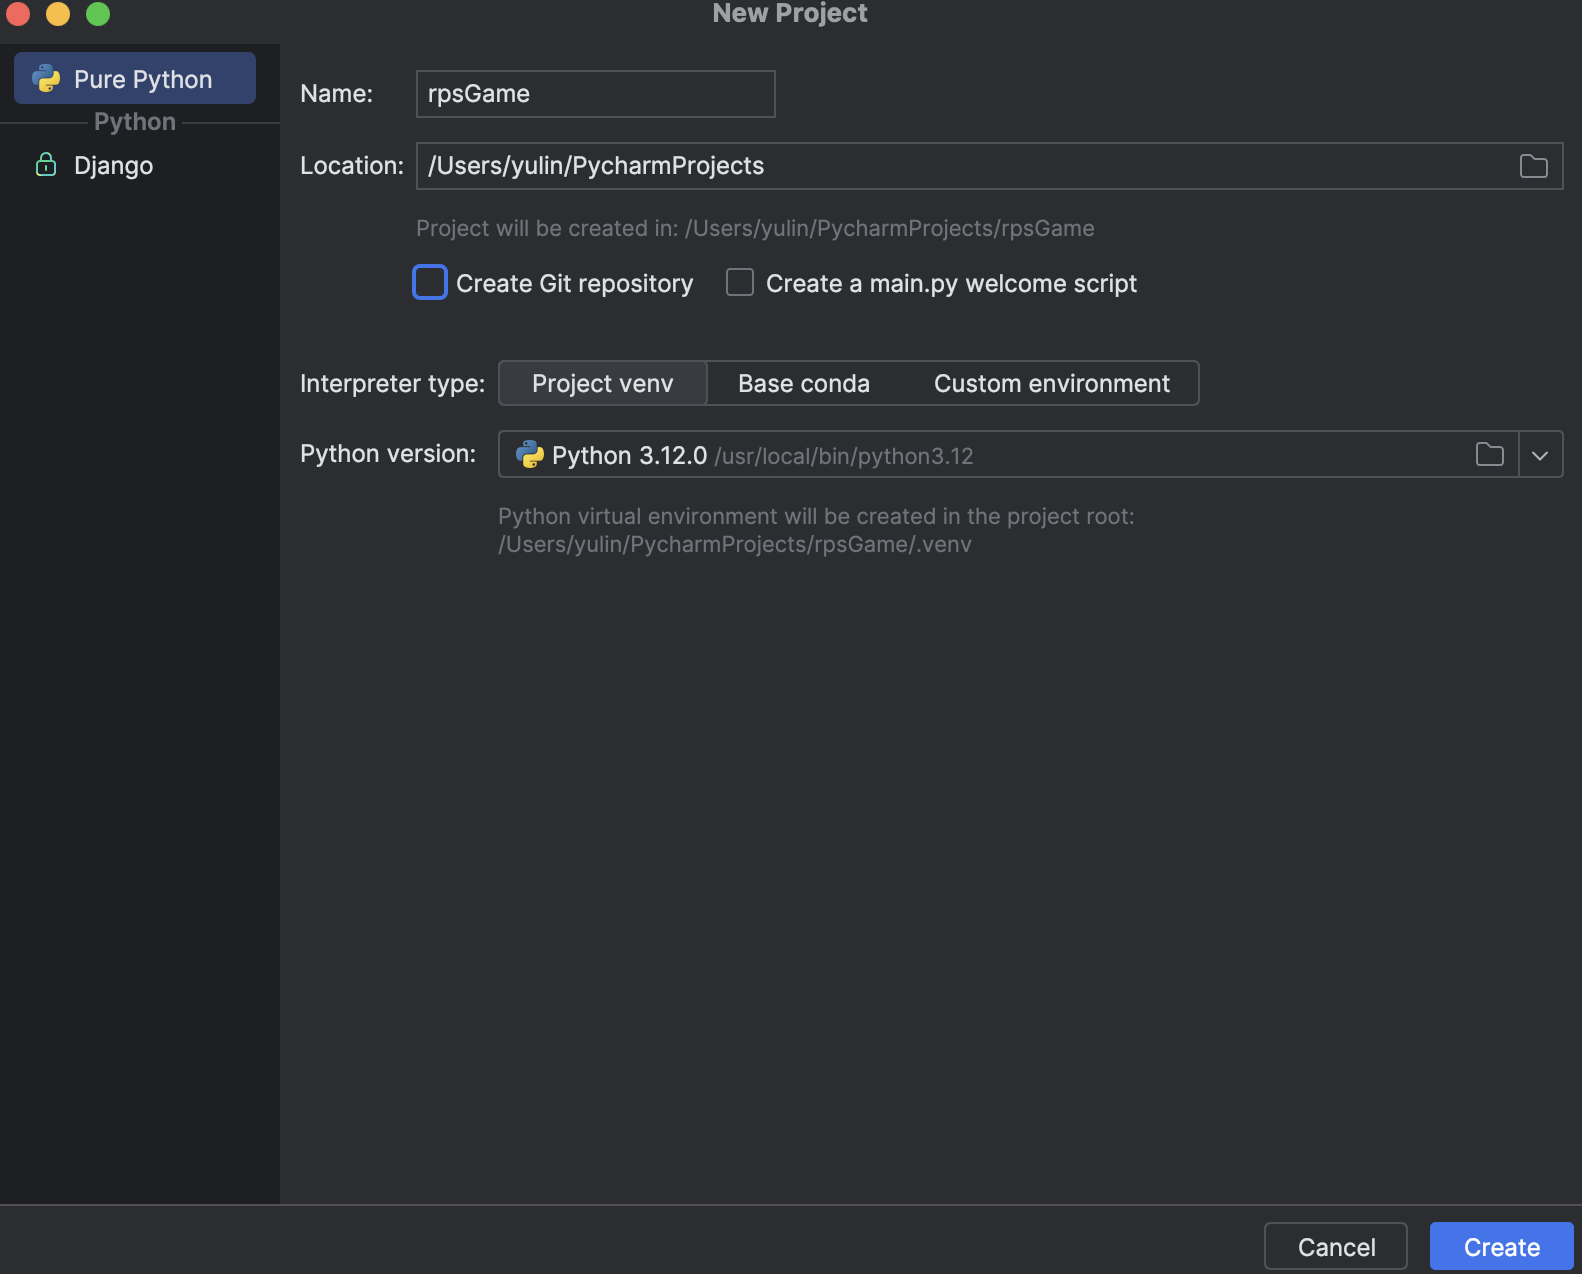 New Project
Pure Python
Python
Django
Name: rpsGame
Location: /Users/yulin/PycharmProjects
Project will be created in: /Users/yulin/PycharmProjects/rpsGame
Create Git repository Create a main.py welcome script
Interpreter type: Project venv Base conda Custom environment
Python version: Python 3.12.0 /usr/local/bin/python3.12
Python virtual environment will be created in the project root:
/Users/yulin/PycharmProjects/rpsGame/.venv
Cancel Create